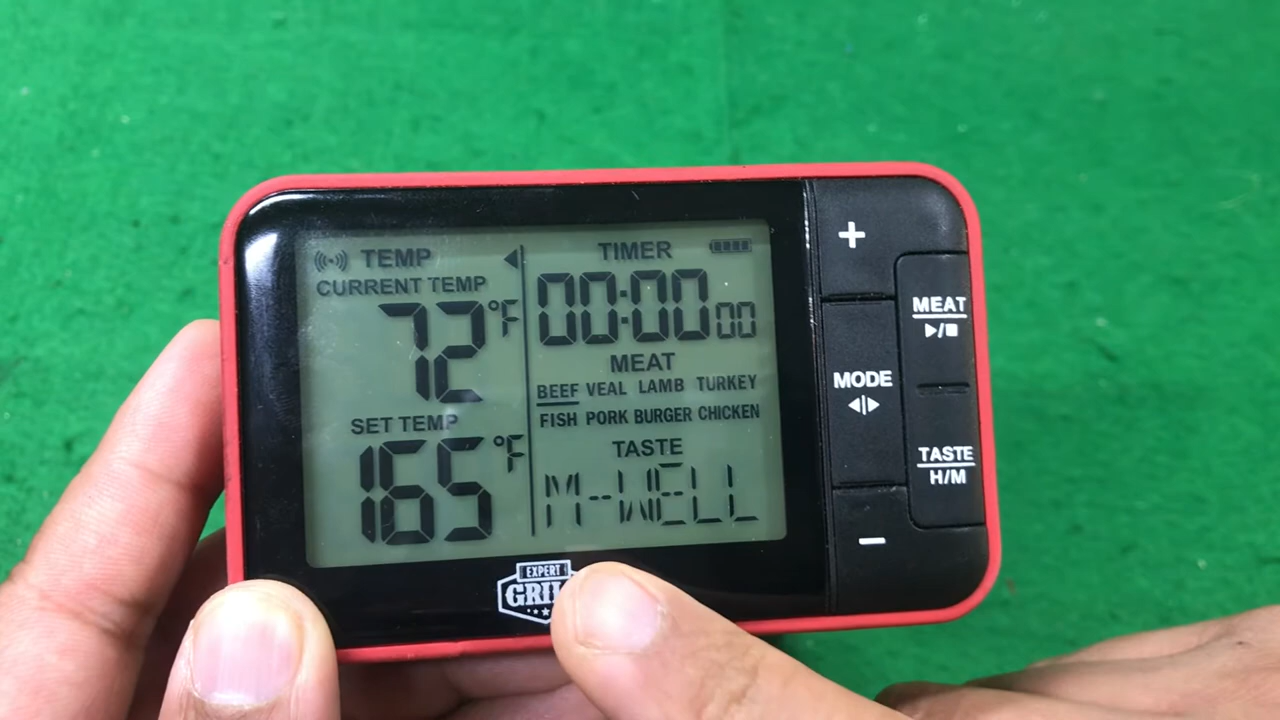 TEMP
CURRENT TEMP
72°F
SET TEMP
165°F
TIMER
00:00 00
MEAT
BEEF VEAL LAMB TURKEY
FISH PORK BURGER CHICKEN
TASTE
M-WELL
+
MODE
−
MEAT
TASTE
H/M
EXPERT